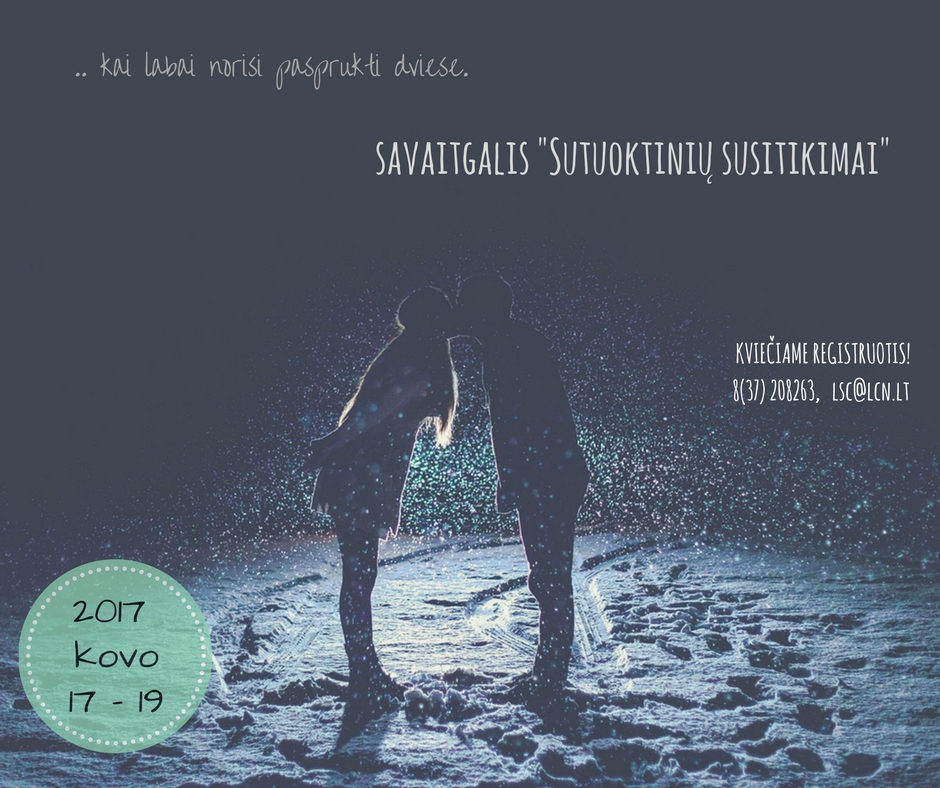 .. kai labai norisi pasprukti dviese.
savaitgalis "Sutuoktinių susitikimai"
Kviečiame registruotis!
8(37) 208263, lsc@lcn.lt
2017
Kovo
17 - 19